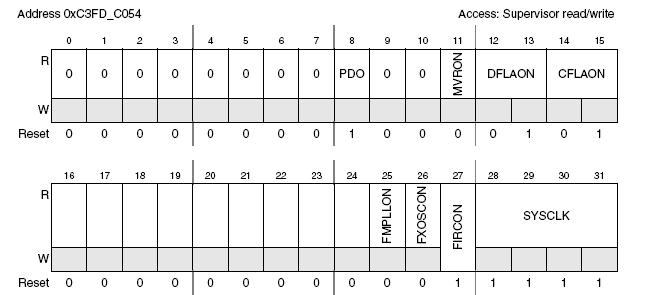 Address 0xC3FD_C054 Access: Supervisor read/write
0 1 2 3 4 5 6 7 8 9 10 11 12 13 14 15
R 0 0 0 0 0 0 0 0 PDO 0 0 MVRON DFLAON CFLAON
W
Reset 0 0 0 0 0 0 0 0 1 0 0 0 0 1 0 1
16 17 18 19 20 21 22 23 24 25 26 27 28 29 30 31
R FMPLLON FXOSCON FIRCON SYSCLK
W
Reset 0 0 0 0 0 0 0 0 0 0 0 1 1 1 1 1